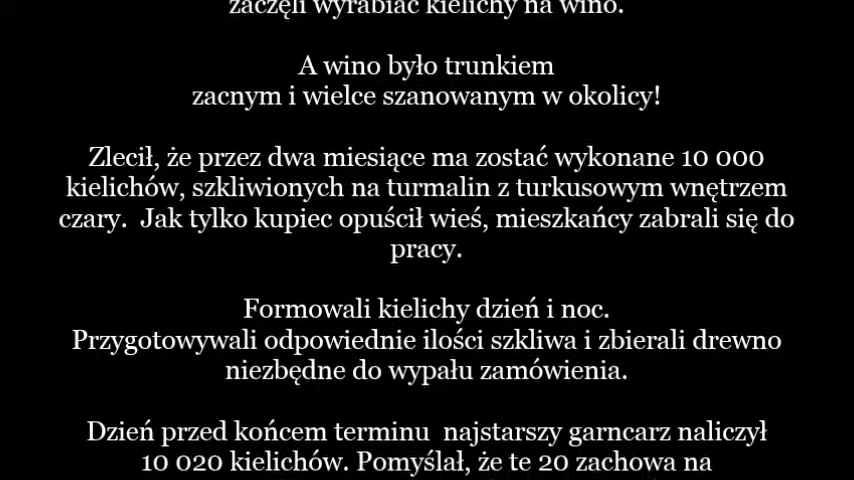 zaczęli wyrabiać kielichy na wino.
A wino było trunkiem
zacnym i wielce szanowanym w okolicy!
Zlecił, że przez dwa miesiące ma zostać wykonane 10 000
kielichów, szkliwionych na turmalin z turkusowym wnętrzem
czary.  Jak tylko kupiec opuścił wieś, mieszkańcy zabrali się do
pracy.
Formowali kielichy dzień i noc.
Przygotowywali odpowiednie ilości szkliwa i zbierali drewno
niezbędne do wypału zamówienia.
Dzień przed końcem terminu  najstarszy garncarz naliczył
10 020 kielichów. Pomyślał, że te 20 zachowa na